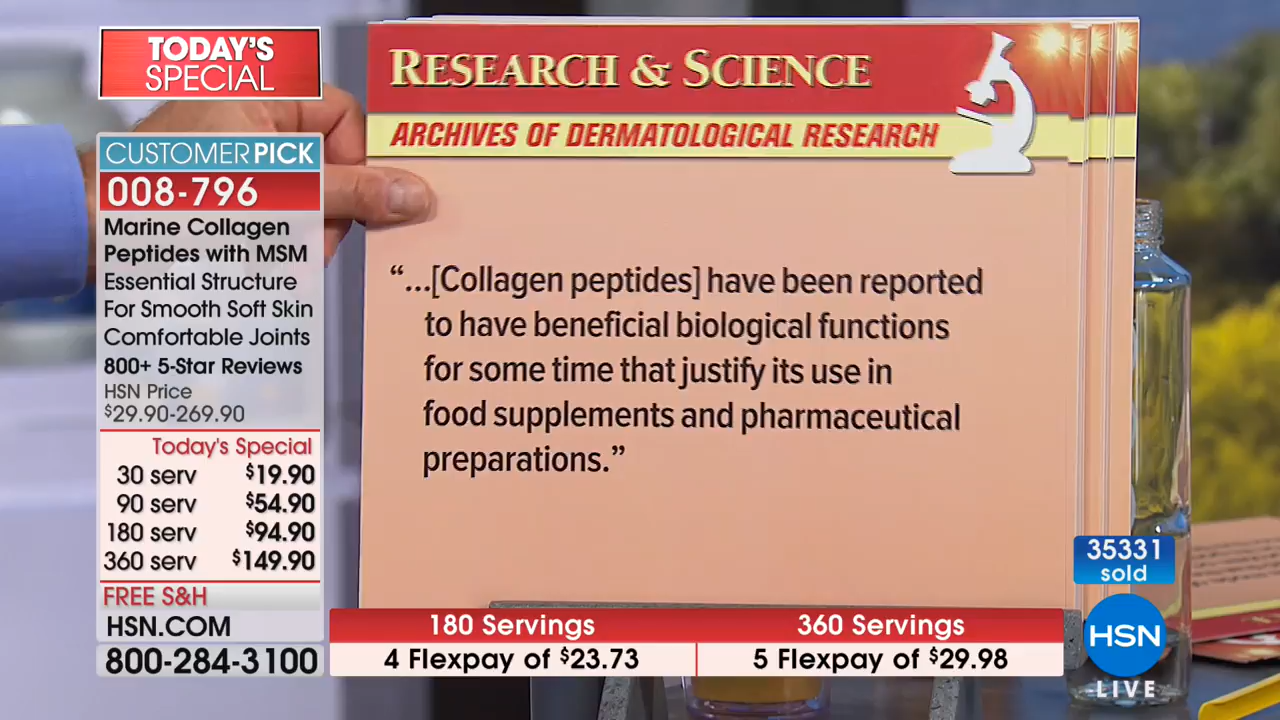 TODAY'S
SPECIAL
CUSTOMER PICK
008-796
Marine Collagen
Peptides with MSM
Essential Structure
For Smooth Soft Skin
Comfortable Joints
800+ 5-Star Reviews
HSN Price
$29.90-269.90
Today's Special
30 serv $19.90
90 serv $54.90
180 serv $94.90
360 serv $149.90
FREE S&H
HSN.COM
800-284-3100
RESEARCH & SCIENCE
ARCHIVES OF DERMATOLOGICAL RESEARCH
“...[Collagen peptides] have been reported
to have beneficial biological functions
for some time that justify its use in
food supplements and pharmaceutical
preparations.”
180 Servings
4 Flexpay of $23.73
360 Servings
5 Flexpay of $29.98
35331
sold
HSN
LIVE